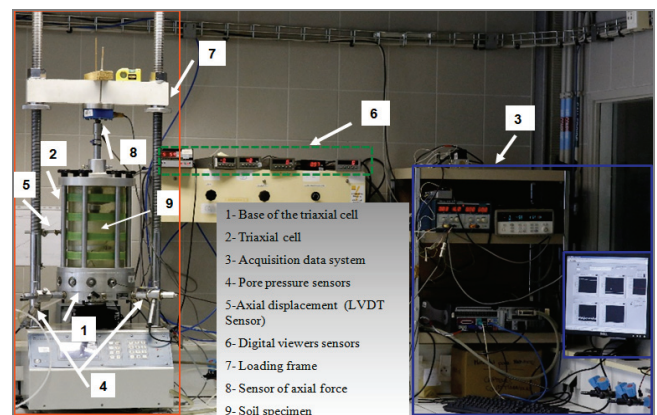 7
6
3
2
8
5
9
1
4
1- Base of the triaxial cell
2- Triaxial cell
3- Acquisition data system
4- Pore pressure sensors
5-Axial displacement (LVDT
Sensor)
6- Digital viewers sensors
7- Loading frame
8- Sensor of axial force
9- Soil specimen